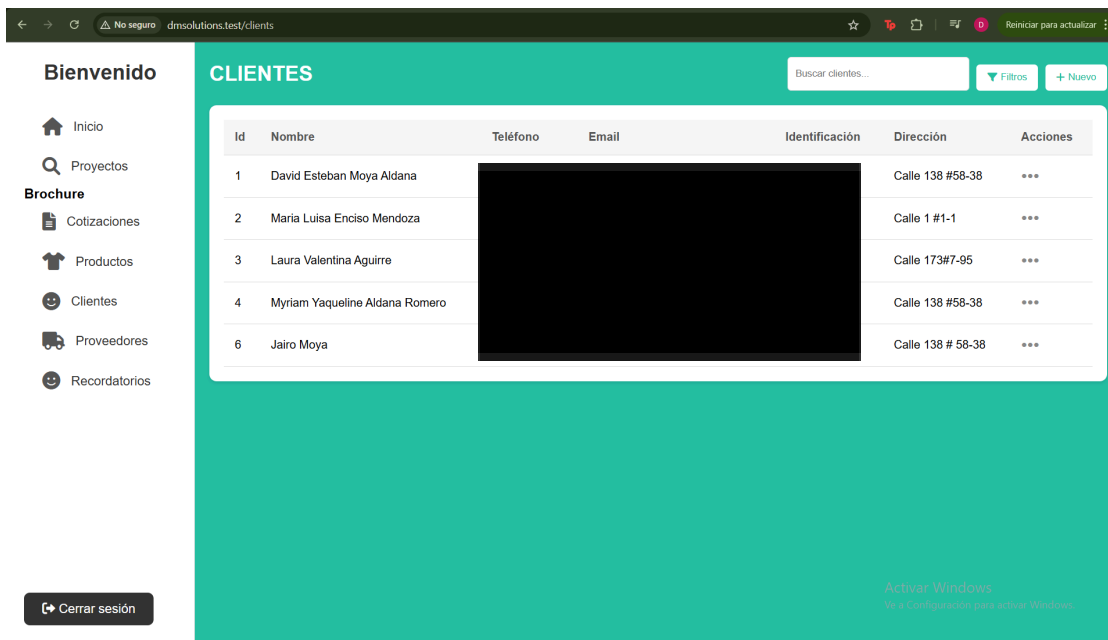 No seguro dmsolutions.test/clients
Tp D Reiniciar para actualizar
Bienvenido
Inicio
Proyectos
Brochure
Cotizaciones
Productos
Clientes
Proveedores
Recordatorios
Cerrar sesión
CLIENTES
Buscar clientes... Filtros + Nuevo
Id Nombre Teléfono Email Identificación Dirección Acciones
1 David Esteban Moya Aldana Calle 138 #58-38
2 Maria Luisa Enciso Mendoza Calle 1 #1-1
3 Laura Valentina Aguirre Calle 173#7-95
4 Myriam Yaqueline Aldana Romero Calle 138 #58-38
6 Jairo Moya Calle 138 # 58-38
Activar Windows
Ve a Configuración para activar Windows.